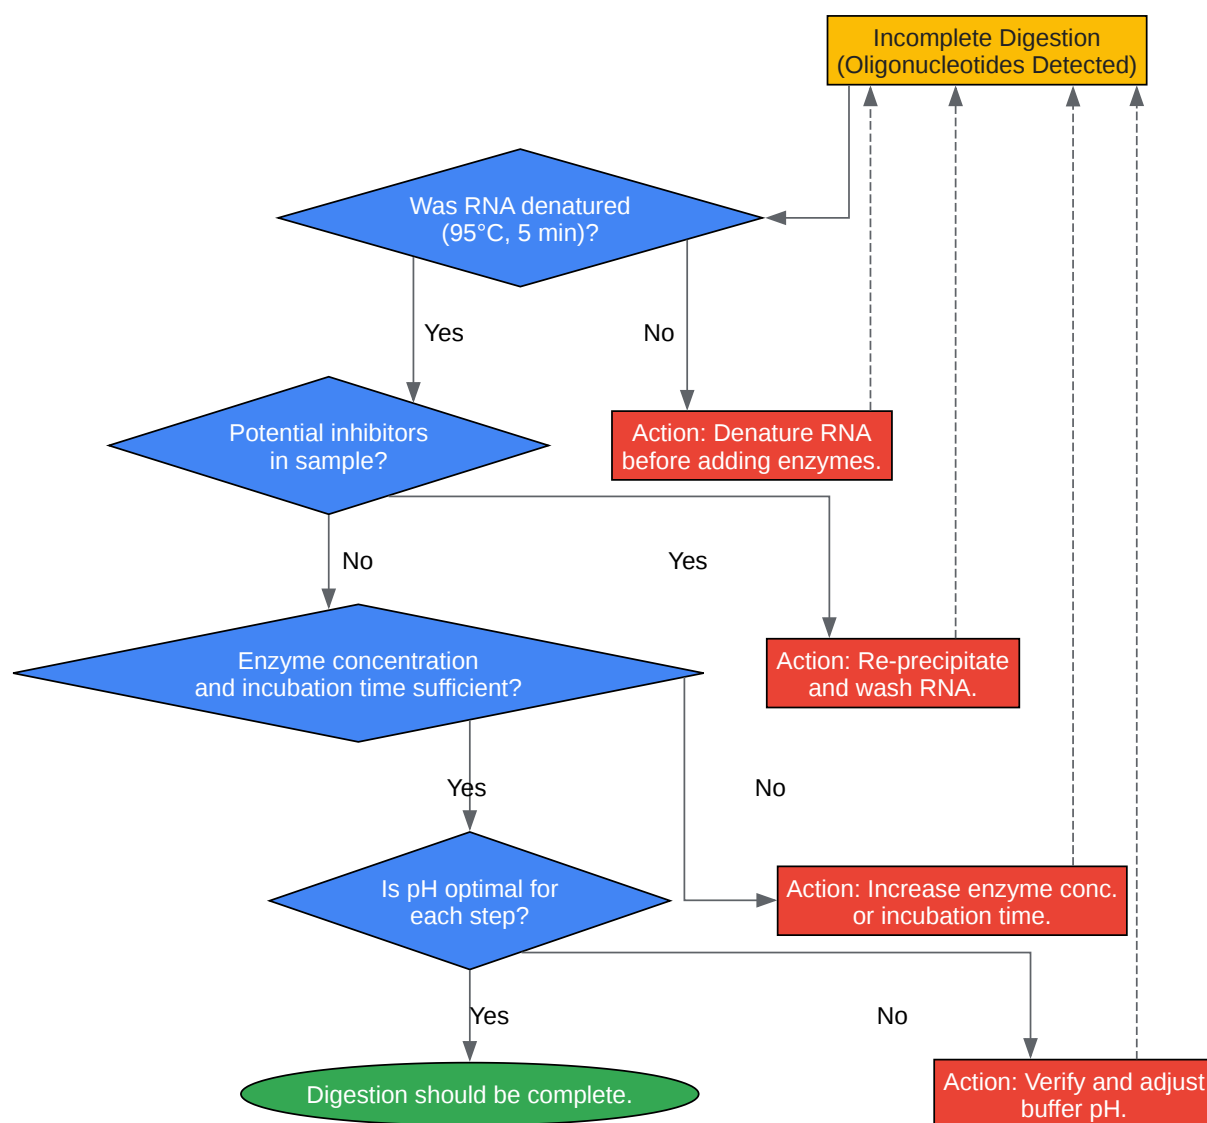 Incomplete Digestion
(Oligonucleotides Detected)
Was RNA denatured
(95°C, 5 min)?
Yes
No
Potential inhibitors
in sample?
Action: Denature RNA
before adding enzymes.
No
Yes
Enzyme concentration
and incubation time sufficient?
Action: Re-precipitate
and wash RNA.
Yes
No
Is pH optimal for
each step?
Action: Increase enzyme conc.
or incubation time.
Yes
No
Digestion should be complete.
Action: Verify and adjust
buffer pH.